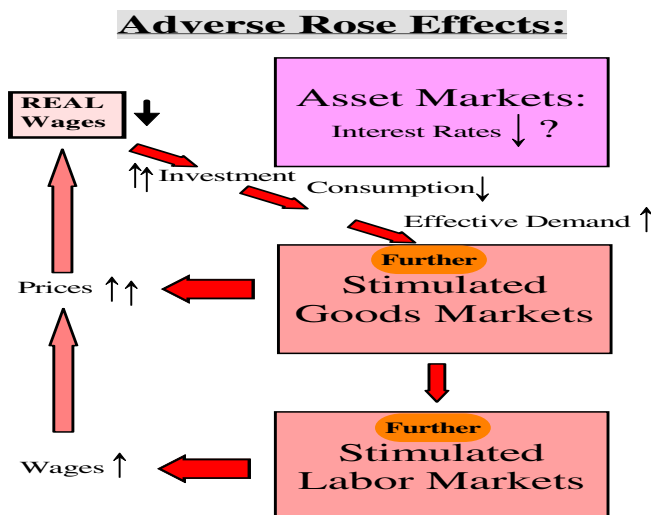 Adverse Rose Effects:
REAL
Wages
Asset Markets:
Interest Rates ↓ ?
↑↑ Investment
Consumption ↓
Effective Demand ↑
Further
Stimulated
Goods Markets
Prices ↑↑
Further
Stimulated
Labor Markets
Wages ↑